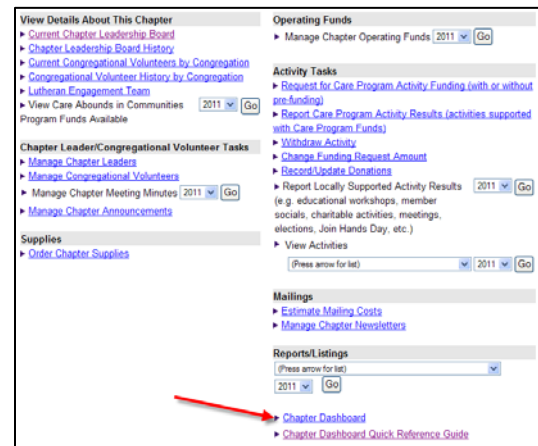 View Details About This Chapter
► Current Chapter Leadership Board
► Chapter Leadership Board History
► Current Congregational Volunteers by Congregation
► Congregational Volunteer History by Congregation
► Lutheran Engagement Team
► View Care Abounds in Communities 2011 Go
Program Funds Available
Chapter Leader/Congregational Volunteer Tasks
► Manage Chapter Leaders
► Manage Congregational Volunteers
► Manage Chapter Meeting Minutes 2011 Go
► Manage Chapter Announcements
Supplies
► Order Chapter Supplies
Operating Funds
► Manage Chapter Operating Funds 2011 Go
Activity Tasks
► Request for Care Program Activity Funding (with or without
pre-funding)
► Report Care Program Activity Results (activities supported
with Care Program Funds)
► Withdraw Activity
► Change Funding Request Amount
► Record/Update Donations
► Report Locally Supported Activity Results 2011 Go
(e.g. educational workshops, member
socials, charitable activities, meetings,
elections, Join Hands Day, etc.)
► View Activities
(Press arrow for list) 2011 Go
Mailings
► Estimate Mailing Costs
► Manage Chapter Newsletters
Reports/Listings
(Press arrow for list)
2011 Go
► Chapter Dashboard
► Chapter Dashboard Quick Reference Guide